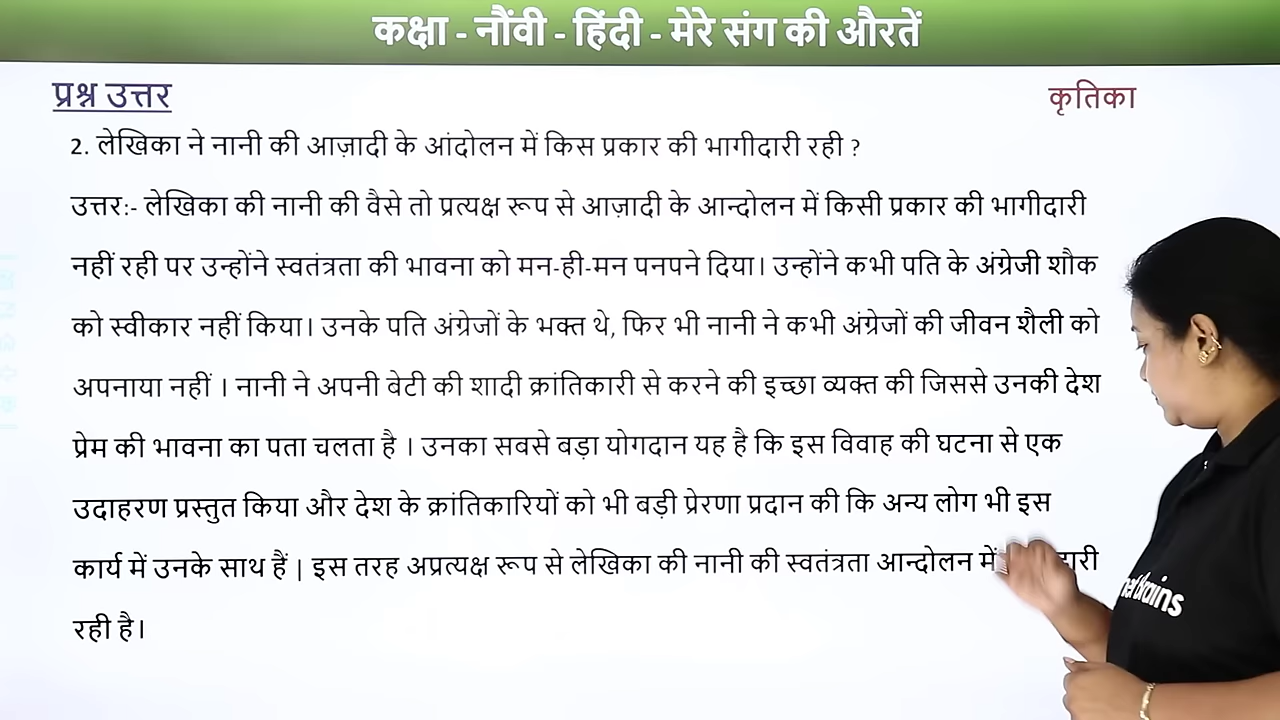 कक्षा - नौंवी - हिंदी - मेरे संग की औरतें
प्रश्न उत्तर
कृतिका
2. लेखिका ने नानी की आज़ादी के आंदोलन में किस प्रकार की भागीदारी रही ?
उत्तर:- लेखिका की नानी की वैसे तो प्रत्यक्ष रूप से आज़ादी के आन्दोलन में किसी प्रकार की भागीदारी
नहीं रही पर उन्होंने स्वतंत्रता की भावना को मन-ही-मन पनपने दिया। उन्होंने कभी पति के अंग्रेजी शौक
को स्वीकार नहीं किया। उनके पति अंग्रेजों के भक्त थे, फिर भी नानी ने कभी अंग्रेजों की जीवन शैली को
अपनाया नहीं । नानी ने अपनी बेटी की शादी क्रांतिकारी से करने की इच्छा व्यक्त की जिससे उनकी देश
प्रेम की भावना का पता चलता है । उनका सबसे बड़ा योगदान यह है कि इस विवाह की घटना से एक
उदाहरण प्रस्तुत किया और देश के क्रांतिकारियों को भी बड़ी प्रेरणा प्रदान की कि अन्य लोग भी इस
कार्य में उनके साथ हैं | इस तरह अप्रत्यक्ष रूप से लेखिका की नानी की स्वतंत्रता आन्दोलन में
रही है।